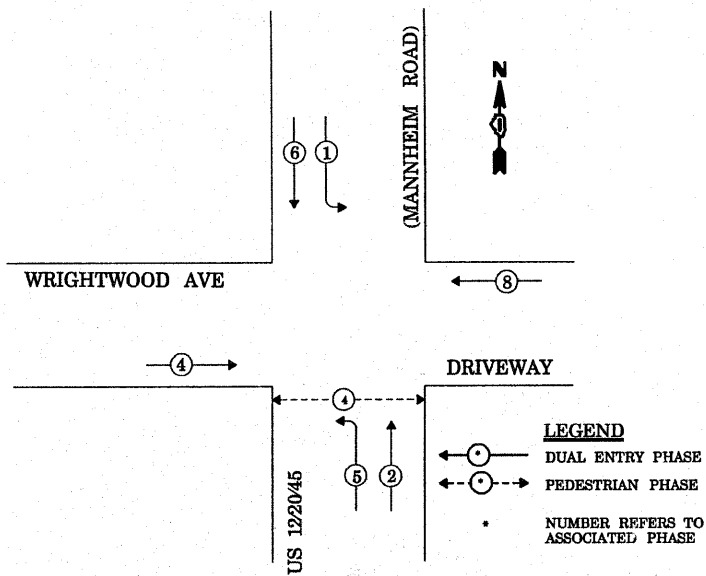 N
(MANNHEIM ROAD)
6
1
WRIGHTWOOD AVE
8
4
DRIVEWAY
4
5
2
US 12/20/45
LEGEND
* DUAL ENTRY PHASE
* PEDESTRIAN PHASE
* NUMBER REFERS TO
ASSOCIATED PHASE